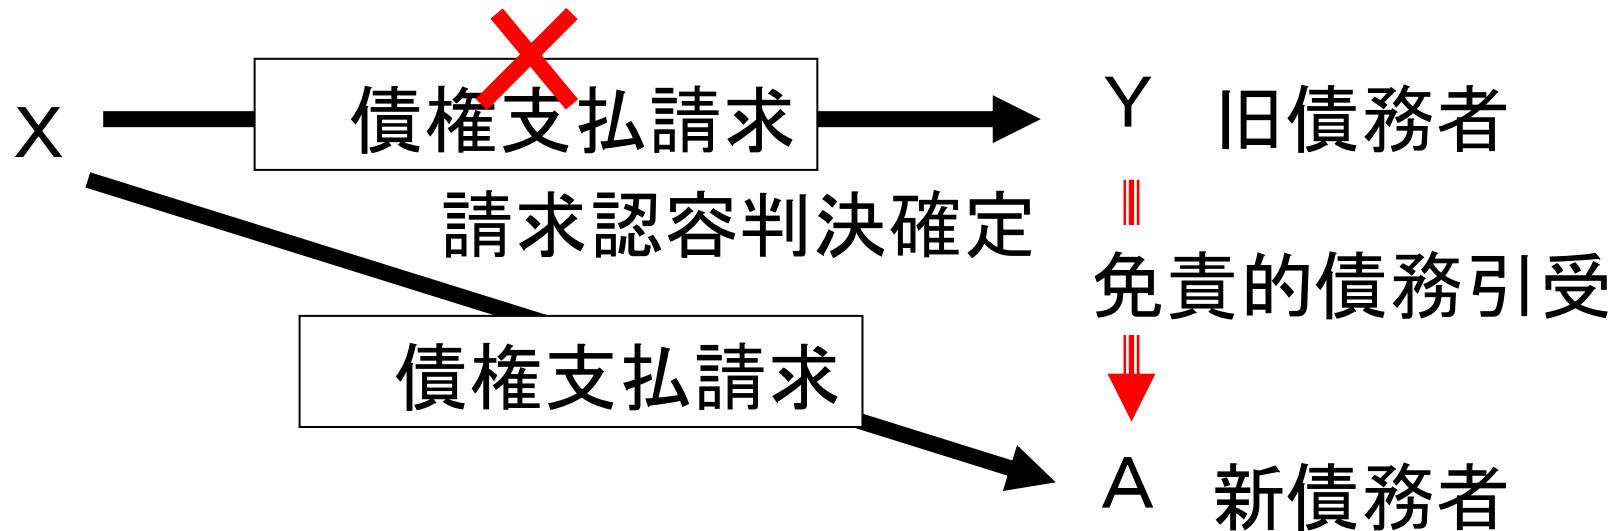 X
債権支払請求
Y 旧債務者
請求認容判決確定
免責的債務引受
債権支払請求
A 新債務者